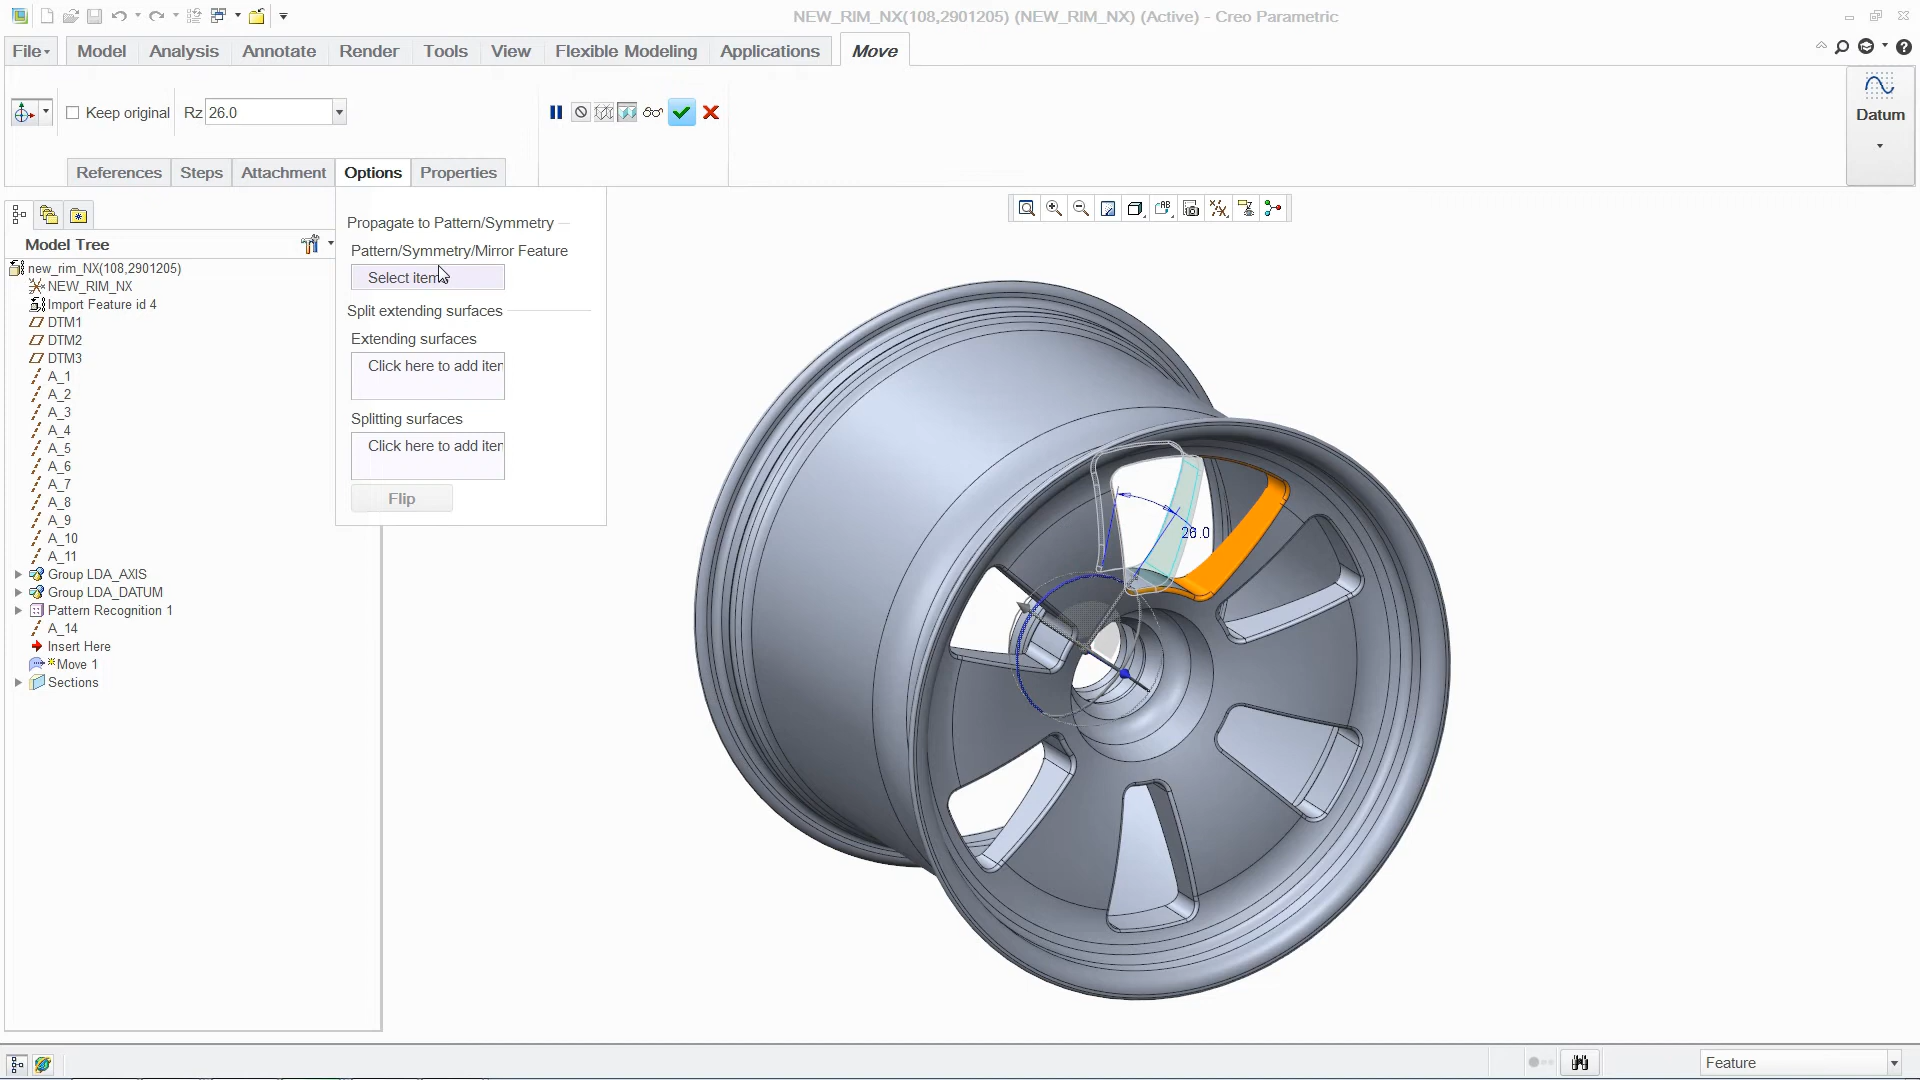 NEW_RIM_NX(108,2901205) (NEW_RIM_NX) (Active) - Creo Parametric
File Model Analysis Annotate Render Tools View Flexible Modeling Applications Move
Keep original Rz 26.0
Datum
References Steps Attachment Options Properties
Propagate to Pattern/Symmetry
Pattern/Symmetry/Mirror Feature
Select items
Split extending surfaces
Extending surfaces
Click here to add iter
Splitting surfaces
Click here to add iter
Flip
Model Tree
new_rim_NX(108,2901205)
NEW_RIM_NX
Import Feature id 4
DTM1
DTM2
DTM3
A_1
A_2
A_3
A_4
A_5
A_6
A_7
A_8
A_9
A_10
A_11
Group LDA_AXIS
Group LDA_DATUM
Pattern Recognition 1
A_14
Insert Here
*Move 1
Sections
26.0
Feature